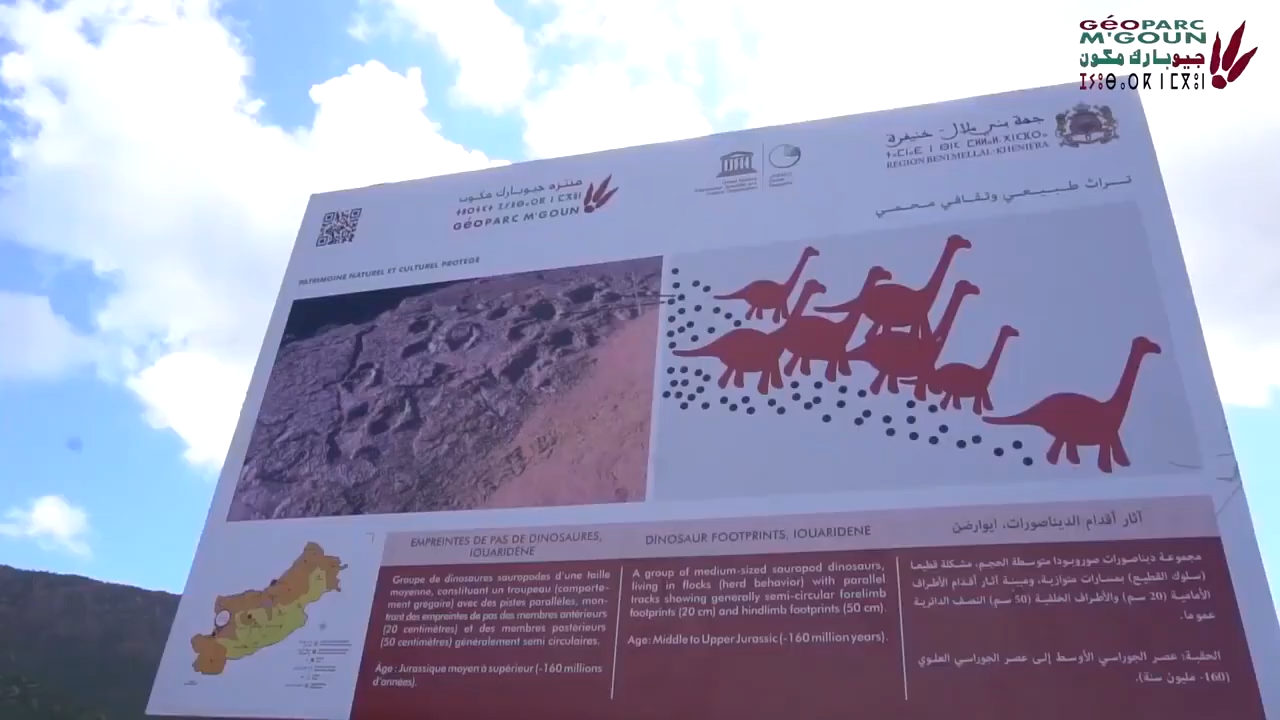 GÉOPARC
M'GOUN
جيوبارك مكون
جهة بني ملال - خنيفرة
RÉGION BENI MELLAL-KHENIFRA
منتزه جيوبارك مكون
GÉOPARC M'GOUN
تراث طبيعي وثقافي محمي
PATRIMOINE NATUREL ET CULTUREL PROTÉGÉ
EMPREINTES DE PAS DE DINOSAURES,
IOUARIDÈNE
Groupe de dinosaures sauropodes d'une taille
moyenne, constituant un troupeau (comporte-
ment grégaire) avec des pistes parallèles, mon-
trant des empreintes de pas des membres antérieurs
(20 centimètres) et des membres postérieurs
(50 centimètres) généralement semi circulaires.
Âge : Jurassique moyen à supérieur (-160 millions
d'années).
DINOSAUR FOOTPRINTS, IOUARIDENE
A group of medium-sized sauropod dinosaurs,
living in flocks (herd behavior) with parallel
tracks showing generally semi-circular forelimb
footprints (20 cm) and hindlimb footprints (50 cm).
Age: Middle to Upper Jurassic (-160 million years).
آثار أقدام الديناصورات، ايوارضن
مجموعة ديناصورات صوروبودا متوسطة الحجم، مشكلة قطيعا
(سلوك القطيع) بمسارات متوازية، ومبينة آثار أقدام الأطراف
الأمامية (20 سم) والأطراف الخلفية (50 سم) النصف الدائرية
عموما.
الحقبة: عصر الجوراسي الأوسط إلى عصر الجوراسي العلوي
(160- مليون سنة).